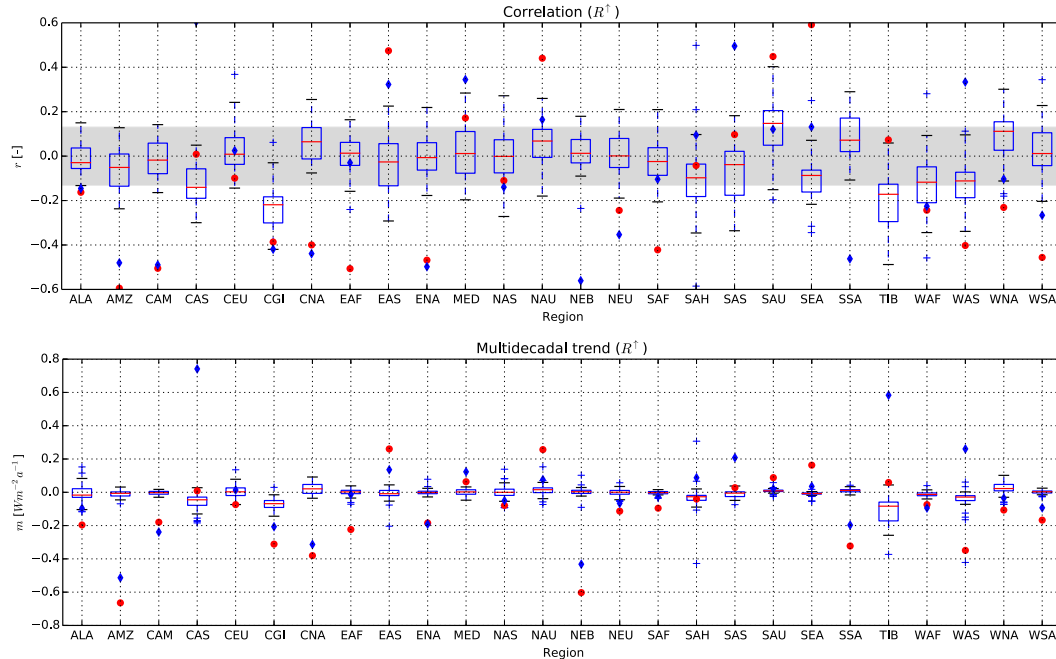 Correlation (R↑)
r [-]
0.6
0.4
0.2
0.0
−0.2
−0.4
−0.6
ALA AMZ CAM CAS CEU CGI CNA EAF EAS ENA MED NAS NAU NEB NEU SAF SAH SAS SAU SEA SSA TIB WAF WAS WNA WSA
Region
Multidecadal trend (R↑)
m [Wm⁻² a⁻¹]
0.8
0.6
0.4
0.2
0.0
−0.2
−0.4
−0.6
−0.8
ALA AMZ CAM CAS CEU CGI CNA EAF EAS ENA MED NAS NAU NEB NEU SAF SAH SAS SAU SEA SSA TIB WAF WAS WNA WSA
Region